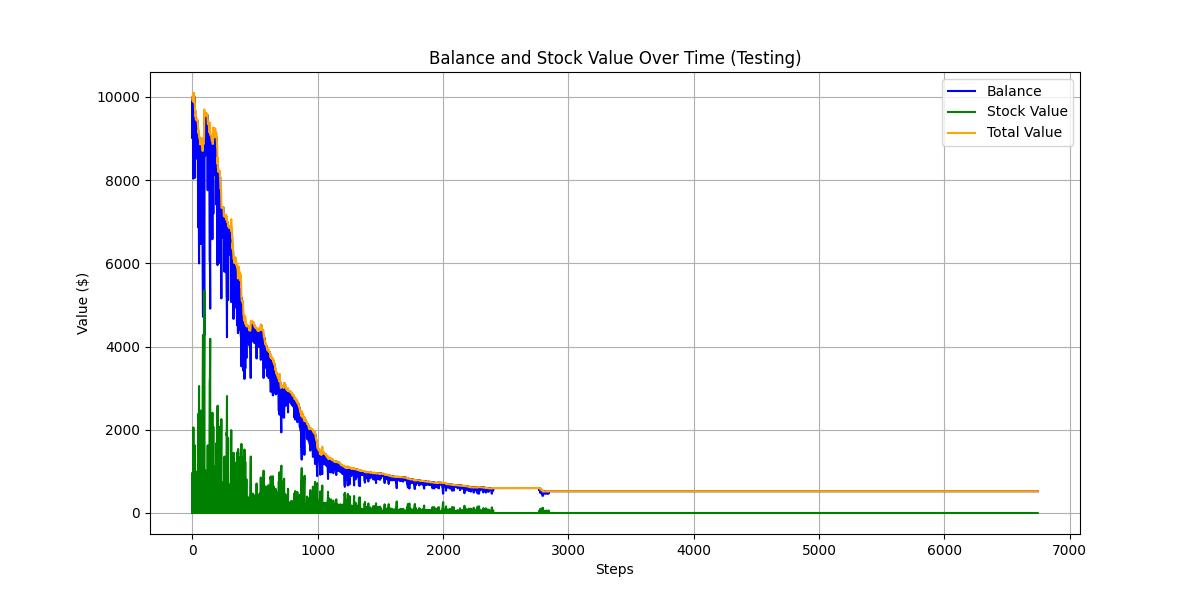 Balance and Stock Value Over Time (Testing)
Balance
Stock Value
Total Value
Value ($)
10000
8000
6000
4000
2000
0
0 1000 2000 3000 4000 5000 6000 7000
Steps